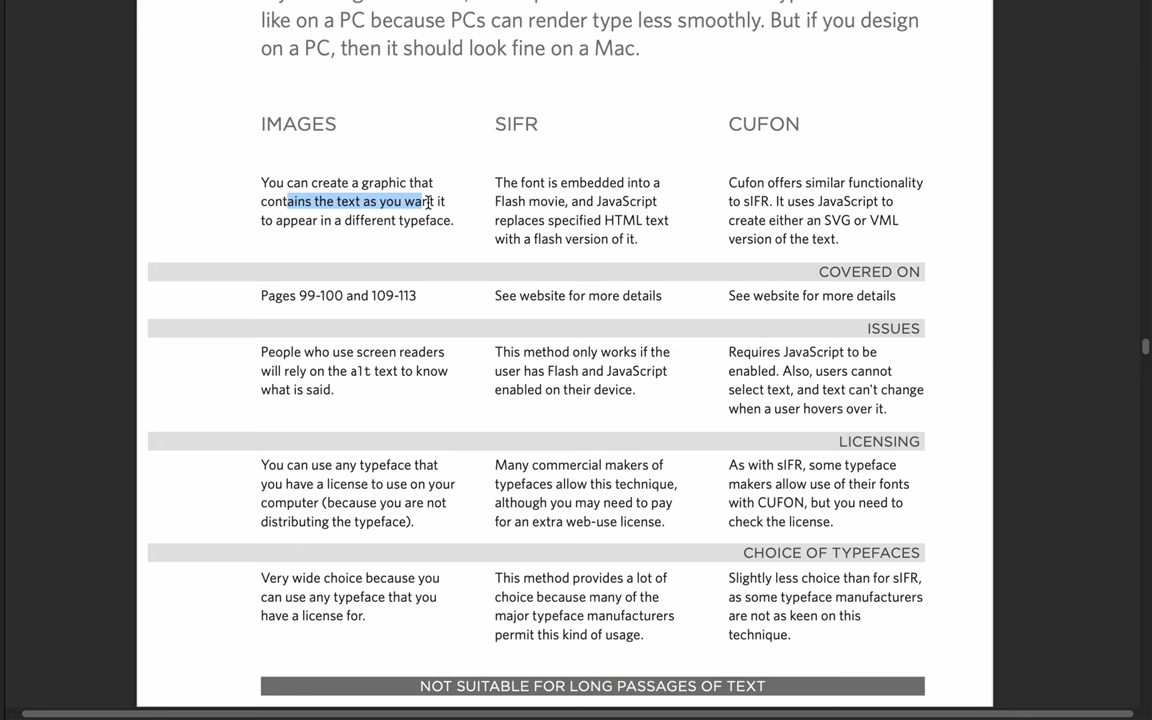 like on a PC because PCs can render type less smoothly. But if you design
on a PC, then it should look fine on a Mac.
IMAGES
SIFR
CUFON
You can create a graphic that
contains the text as you want it
to appear in a different typeface.
The font is embedded into a
Flash movie, and JavaScript
replaces specified HTML text
with a flash version of it.
Cufon offers similar functionality
to sIFR. It uses JavaScript to
create either an SVG or VML
version of the text.
COVERED ON
Pages 99-100 and 109-113
See website for more details
See website for more details
ISSUES
People who use screen readers
will rely on the alt text to know
what is said.
This method only works if the
user has Flash and JavaScript
enabled on their device.
Requires JavaScript to be
enabled. Also, users cannot
select text, and text can't change
when a user hovers over it.
LICENSING
You can use any typeface that
you have a license to use on your
computer (because you are not
distributing the typeface).
Many commercial makers of
typefaces allow this technique,
although you may need to pay
for an extra web-use license.
As with sIFR, some typeface
makers allow use of their fonts
with CUFON, but you need to
check the license.
CHOICE OF TYPEFACES
Very wide choice because you
can use any typeface that you
have a license for.
This method provides a lot of
choice because many of the
major typeface manufacturers
permit this kind of usage.
Slightly less choice than for sIFR,
as some typeface manufacturers
are not as keen on this
technique.
NOT SUITABLE FOR LONG PASSAGES OF TEXT